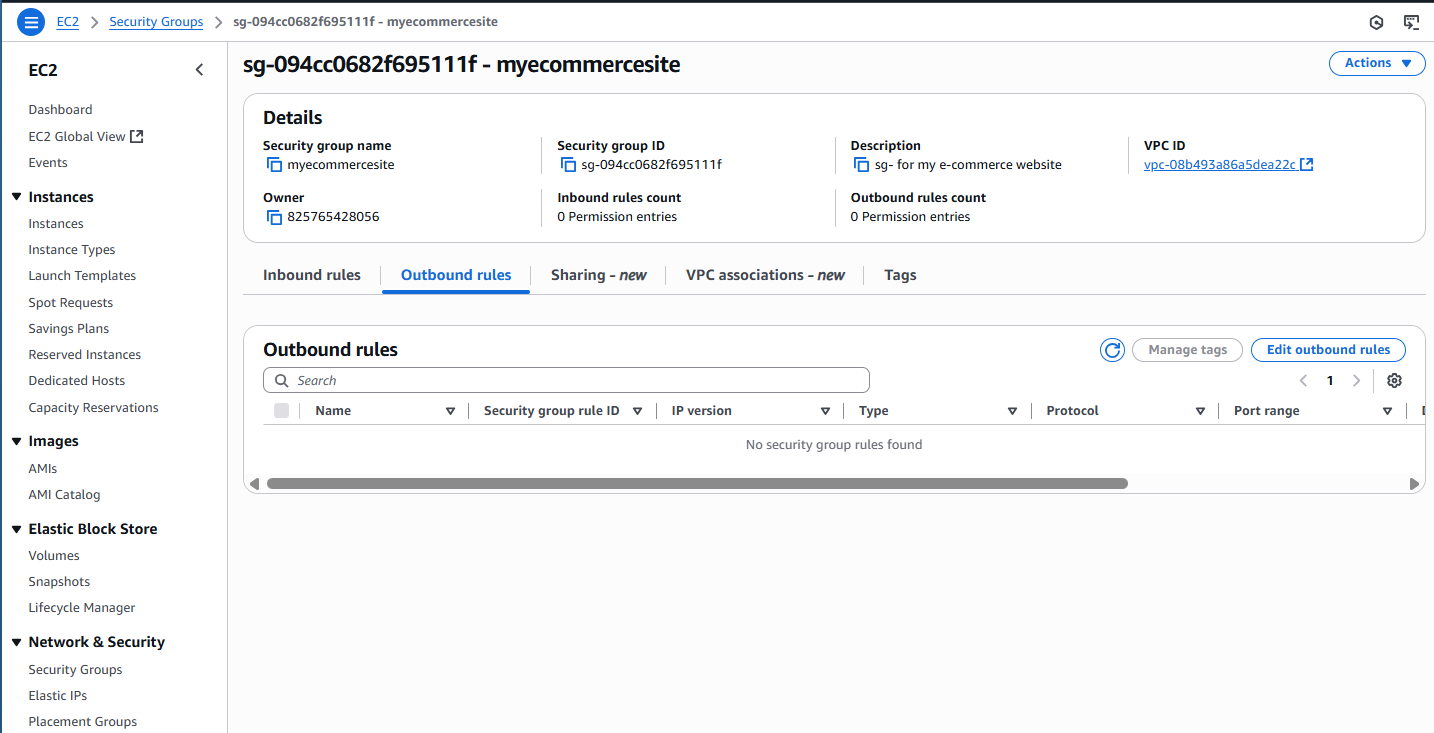 EC2 > Security Groups > sg-094cc0682f695111f - myecommercesite
EC2
Dashboard
EC2 Global View
Events
Instances
Instances
Instance Types
Launch Templates
Spot Requests
Savings Plans
Reserved Instances
Dedicated Hosts
Capacity Reservations
Images
AMIs
AMI Catalog
Elastic Block Store
Volumes
Snapshots
Lifecycle Manager
Network & Security
Security Groups
Elastic IPs
Placement Groups
sg-094cc0682f695111f - myecommercesite
Actions
Details
Security group name
myecommercesite
Security group ID
sg-094cc0682f695111f
Description
sg- for my e-commerce website
VPC ID
vpc-08b493a86a5dea22c
Owner
825765428056
Inbound rules count
0 Permission entries
Outbound rules count
0 Permission entries
Inbound rules Outbound rules Sharing - new VPC associations - new Tags
Outbound rules
Manage tags Edit outbound rules
Search
1
Name Security group rule ID IP version Type Protocol Port range
No security group rules found